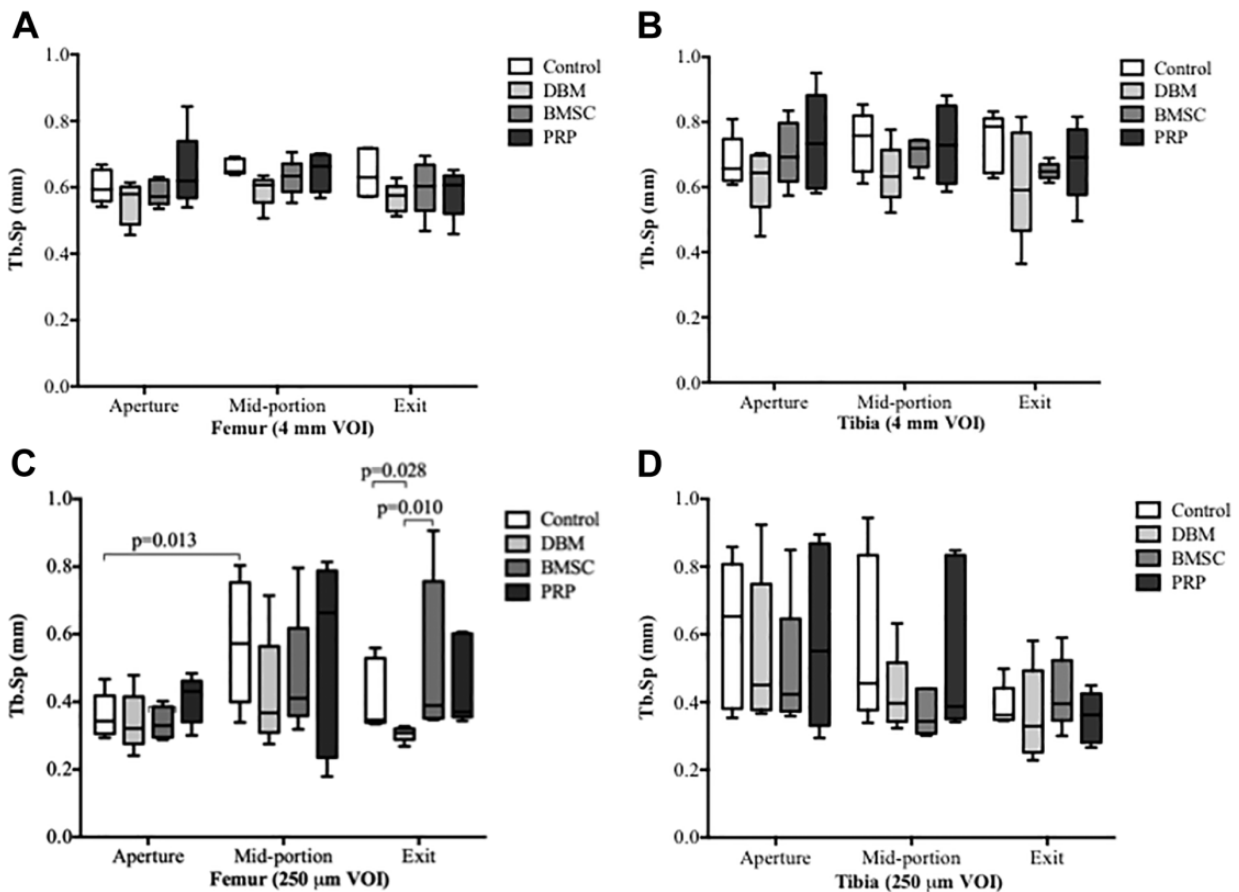 A
Tb.Sp (mm)
1.0
0.8
0.6
0.4
0.2
0.0
Control
DBM
BMSC
PRP
Aperture Mid-portion Exit
Femur (4 mm VOI)
B
Tb.Sp (mm)
1.0
0.8
0.6
0.4
0.2
0.0
Control
DBM
BMSC
PRP
Aperture Mid-portion Exit
Tibia (4 mm VOI)
C
Tb.Sp (mm)
1.0
0.8
0.6
0.4
0.2
0.0
p=0.013
p=0.028
p=0.010
Control
DBM
BMSC
PRP
Aperture Mid-portion Exit
Femur (250 μm VOI)
D
Tb.Sp (mm)
1.0
0.8
0.6
0.4
0.2
0.0
Control
DBM
BMSC
PRP
Aperture Mid-portion Exit
Tibia (250 μm VOI)